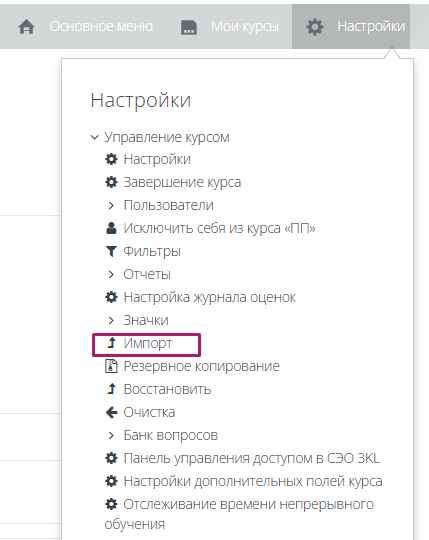 Основное меню Мои курсы Настройки
Настройки
Управление курсом
Настройки
Завершение курса
Пользователи
Исключить себя из курса «ПП»
Фильтры
Отчеты
Настройка журнала оценок
Значки
Импорт
Резервное копирование
Восстановить
Очистка
Банк вопросов
Панель управления доступом в СЭО 3KL
Настройки дополнительных полей курса
Отслеживание времени непрерывного
обучения